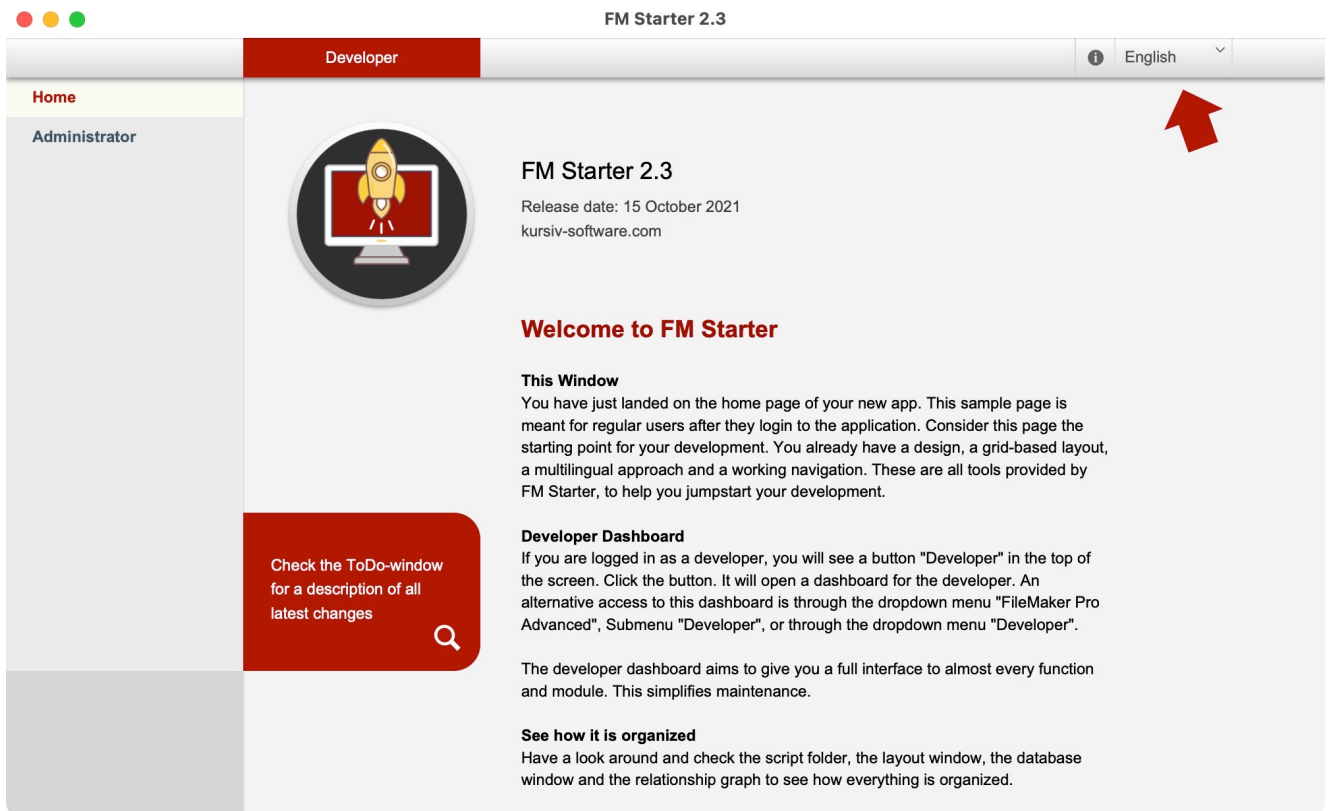 FM Starter 2.3
Developer
English
Home
Administrator
FM Starter 2.3
Release date: 15 October 2021
kursiv-software.com
Welcome to FM Starter
This Window
You have just landed on the home page of your new app. This sample page is
meant for regular users after they login to the application. Consider this page the
starting point for your development. You already have a design, a grid-based layout,
a multilingual approach and a working navigation. These are all tools provided by
FM Starter, to help you jumpstart your development.
Developer Dashboard
If you are logged in as a developer, you will see a button "Developer" in the top of
the screen. Click the button. It will open a dashboard for the developer. An
alternative access to this dashboard is through the dropdown menu "FileMaker Pro
Advanced", Submenu "Developer", or through the dropdown menu "Developer".
The developer dashboard aims to give you a full interface to almost every function
and module. This simplifies maintenance.
See how it is organized
Have a look around and check the script folder, the layout window, the database
window and the relationship graph to see how everything is organized.
Check the ToDo-window
for a description of all
latest changes